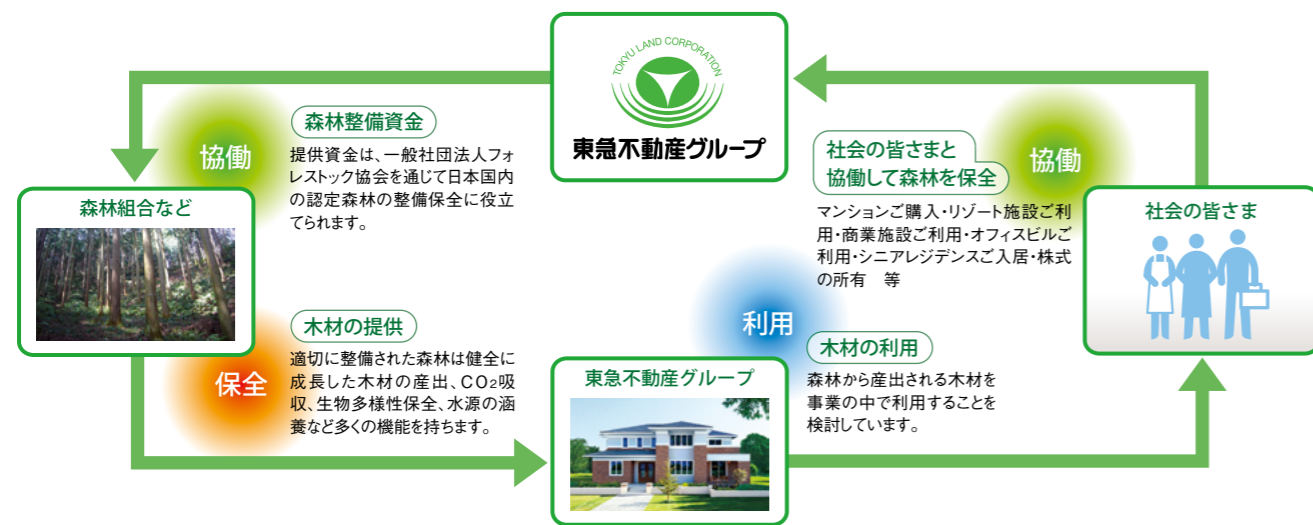 TOKYU LAND CORPORATION
東急不動産グループ
協働
森林整備資金
提供資金は、一般社団法人フォ
レストック協会を通じて日本国内
の認定森林の整備保全に役立
てられます。
森林組合など
保全
木材の提供
適切に整備された森林は健全に
成長した木材の産出、CO₂吸
収、生物多様性保全、水源の涵
養など多くの機能を持ちます。
東急不動産グループ
利用
木材の利用
森林から産出される木材を
事業の中で利用することを
検討しています。
社会の皆さまと
協働して森林を保全
協働
マンションご購入・リゾート施設ご利
用・商業施設ご利用・オフィスビルご
利用・シニアレジデンスご入居・株式
の所有　等
社会の皆さま